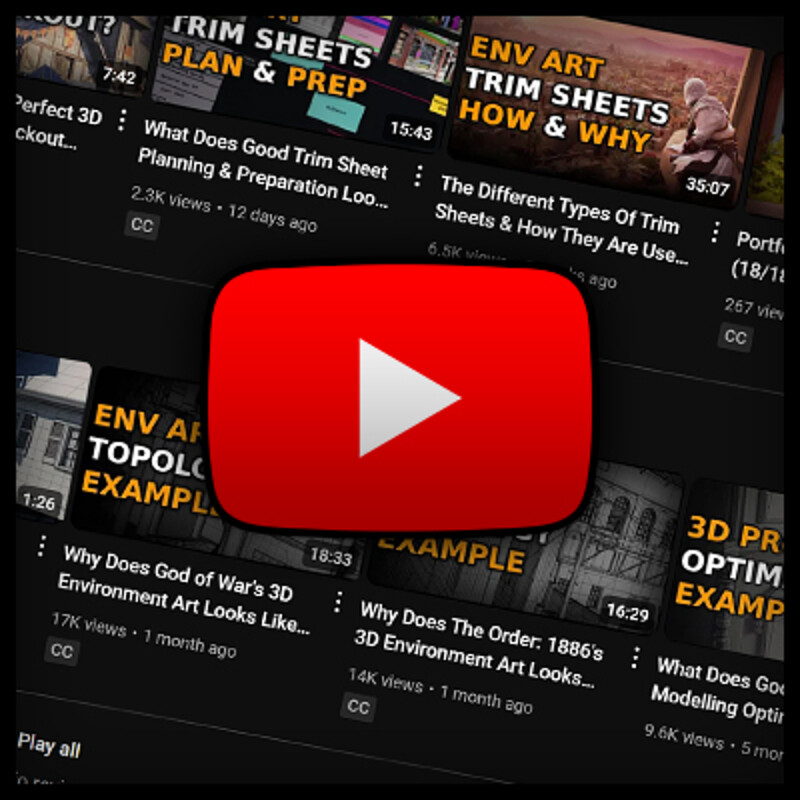 KOUT?
7:42
Perfect 3D
ckout...
TRIM SHEETS
PLAN & PREP
15:43
What Does Good Trim Sheet
Planning & Preparation Loo...
2.3K views • 12 days ago
CC
ENV ART
TRIM SHEETS
HOW & WHY
35:07
The Different Types Of Trim
Sheets & How They Are Use...
6.5K views
ago
Portf
(18/18
267 view
CC
1:26
ENV AR
TOPOLO
EXAMPL
18:33
Why Does God of War's 3D
Environment Art Looks Like...
17K views • 1 month ago
CC
EXAMPLE
16:29
Why Does The Order: 1886's
3D Environment Art Looks...
14K views • 1 month ago
CC
3D PR
OPTIM
EXAMP
What Does Goo
Modelling Optim
9.6K views • 5 mon
Play all